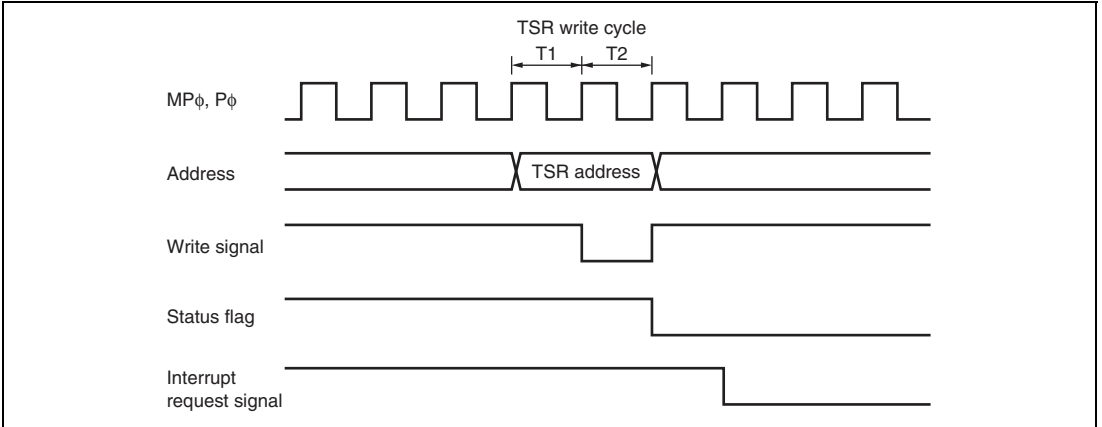 TSR write cycle
T1 T2
MPϕ, Pϕ
Address
TSR address
Write signal
Status flag
Interrupt
request signal